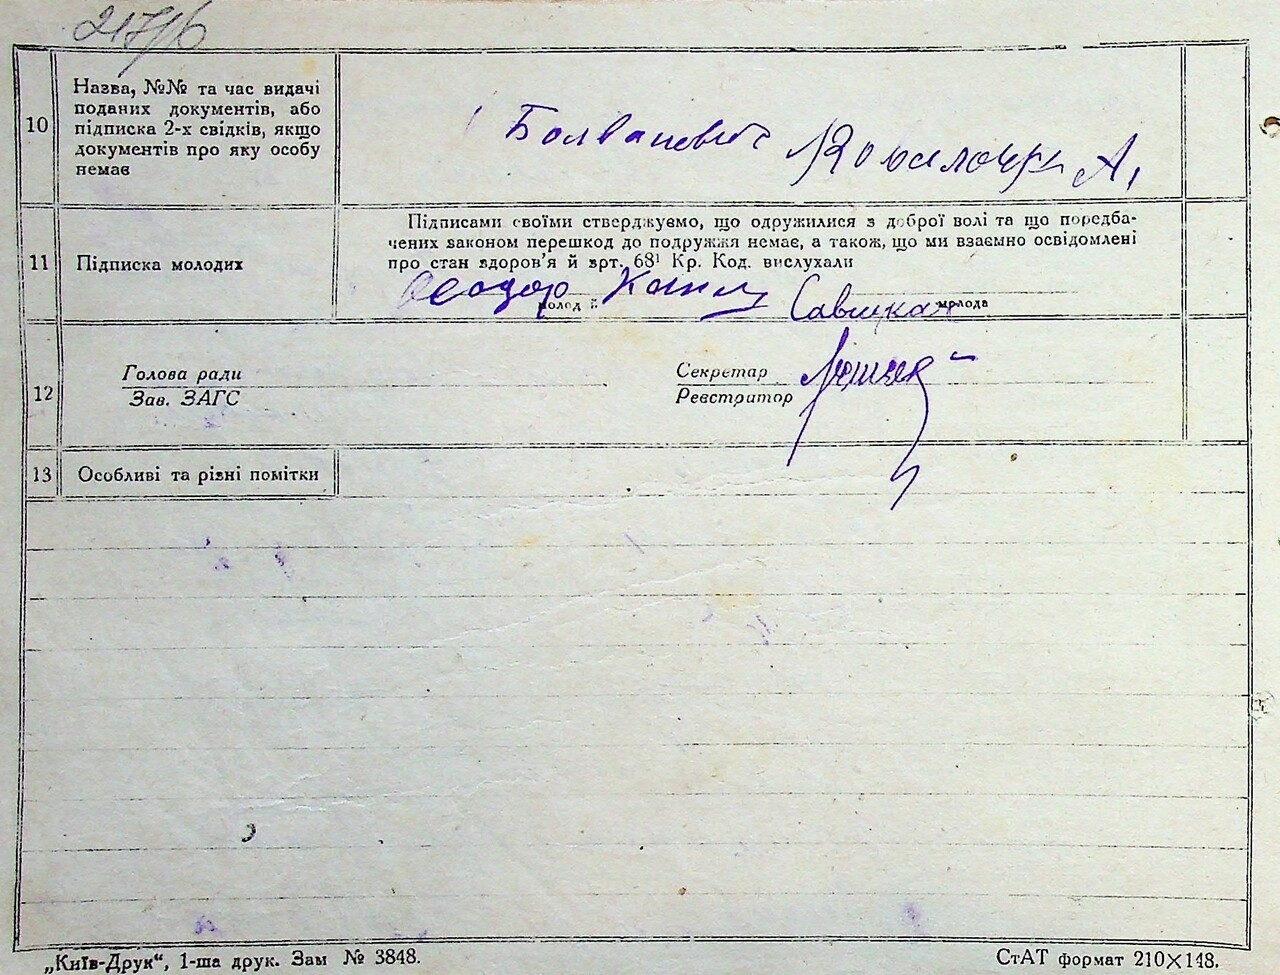 217/б
10
Назва, №№ та час видачі
поданих документів, або
підписка 2-х свідків, якщо
документів про яку особу
немає
А.
11
Підписка молодих
Підписами своїми стверджуємо, що одружилися з доброї волі та що передба-
чених законом перешкод до подружжя немає, а також, що ми взаємно освідомлені
про стан здоров'я й арт. 68¹ Кр. Код. вислухали
Савицкая
молодий
молода
12
Голова ради
Зав. ЗАГС
Секретар
Реєстратор
13
Особливі та різні помітки
„Київ-Друк“, 1-ша друк. Зам № 3848.
СтАТ формат 210×148.